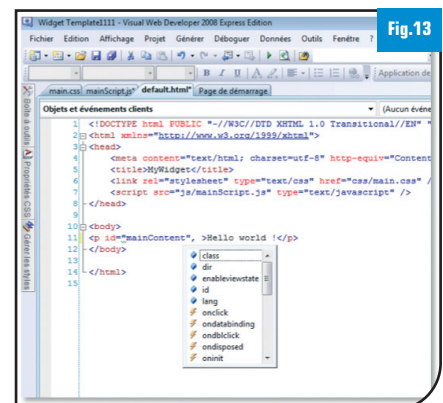 Widget Template1111 - Visual Web Developer 2008 Express Edition
Fig.13
Fichier Edition Affichage Projet Générer Déboguer Données Outils Fenêtre ?
B I U A Application de
main.css mainScript.js* default.html* Page de démarrage
Objets et événements clients (Aucun événe
Boîte à outils
Propriétés CSS
Gérer les styles
1 <!DOCTYPE html PUBLIC "-//W3C//DTD XHTML 1.0 Transitional//EN" "
2 <html xmlns="http://www.w3.org/1999/xhtml">
3 <head>
4 <meta content="text/html; charset=utf-8" http-equiv="Content
5 <title>MyWidget</title>
6 <link rel="stylesheet" type="text/css" href="css/main.css" /
7 <script src="js/mainScript.js" type="text/javascript" />
8 </head>
9
10 <body>
11 <p id="mainContent", >Hello world !</p>
12 </body>
13
14 </html>
15
class
dir
enableviewstate
id
lang
onclick
ondatabinding
ondblclick
ondisposed
oninit